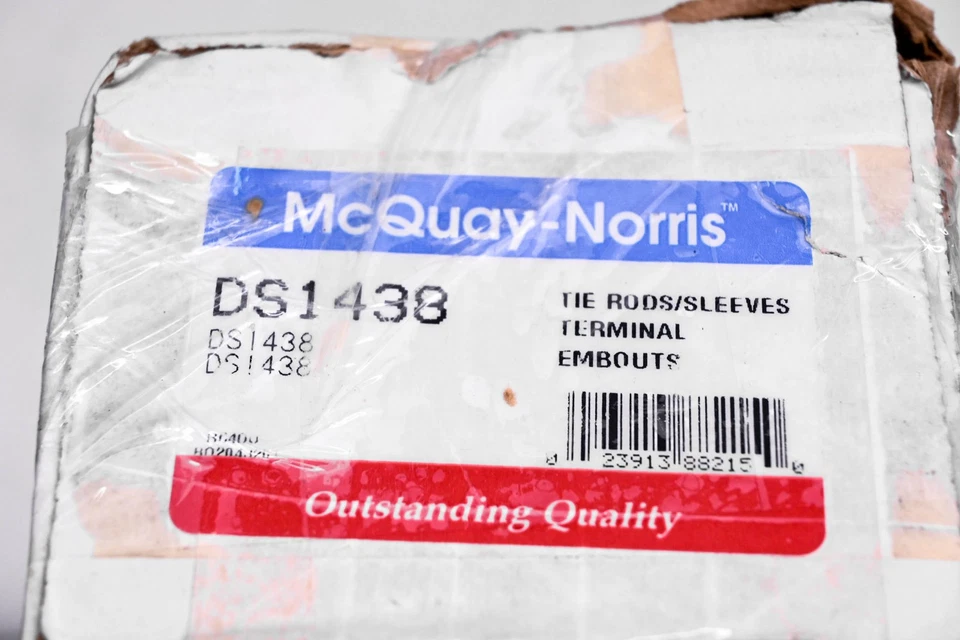 McQuay-Norris™
DS1438
DS1438
DS1438
TIE RODS/SLEEVES
TERMINAL
EMBOUTS
0 23913 88215 0
Outstanding Quality